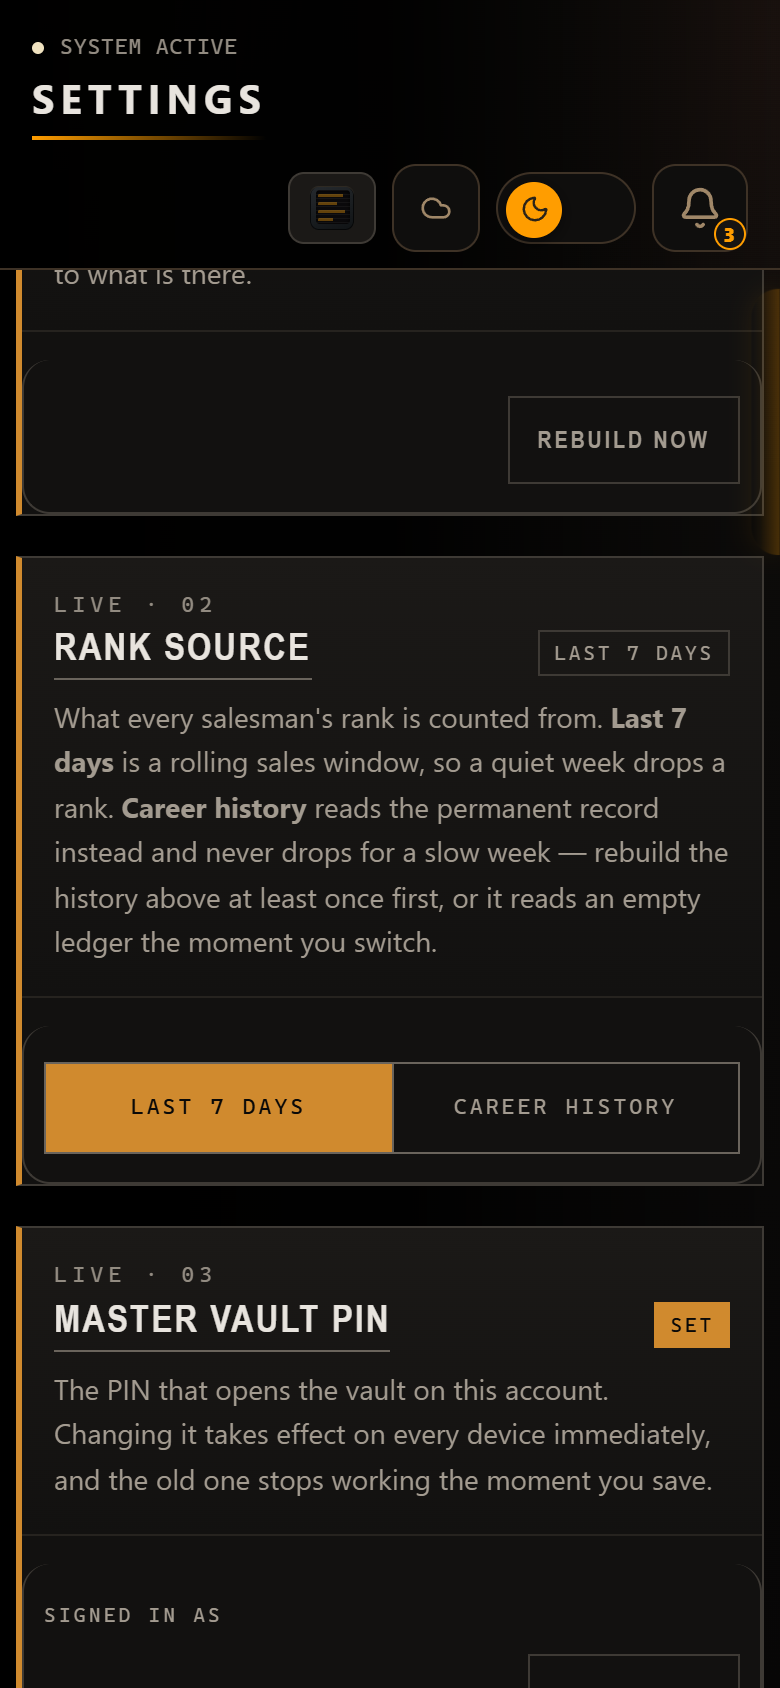 SYSTEM ACTIVE
SETTINGS
3
to what is there.
REBUILD NOW
LIVE · 02
RANK SOURCE
LAST 7 DAYS
What every salesman's rank is counted from. Last 7
days is a rolling sales window, so a quiet week drops a
rank. Career history reads the permanent record
instead and never drops for a slow week — rebuild the
history above at least once first, or it reads an empty
ledger the moment you switch.
LAST 7 DAYS
CAREER HISTORY
LIVE · 03
MASTER VAULT PIN
SET
The PIN that opens the vault on this account.
Changing it takes effect on every device immediately,
and the old one stops working the moment you save.
SIGNED IN AS